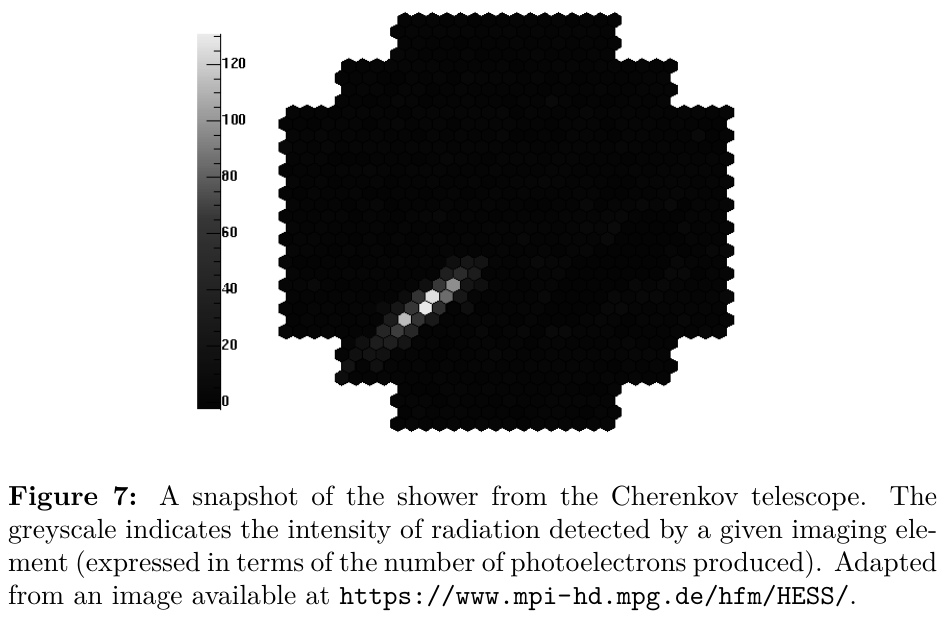 120
100
80
60
40
20
0
Figure 7: A snapshot of the shower from the Cherenkov telescope. The
greyscale indicates the intensity of radiation detected by a given imaging ele-
ment (expressed in terms of the number of photoelectrons produced). Adapted
from an image available at https://www.mpi-hd.mpg.de/hfm/HESS/.